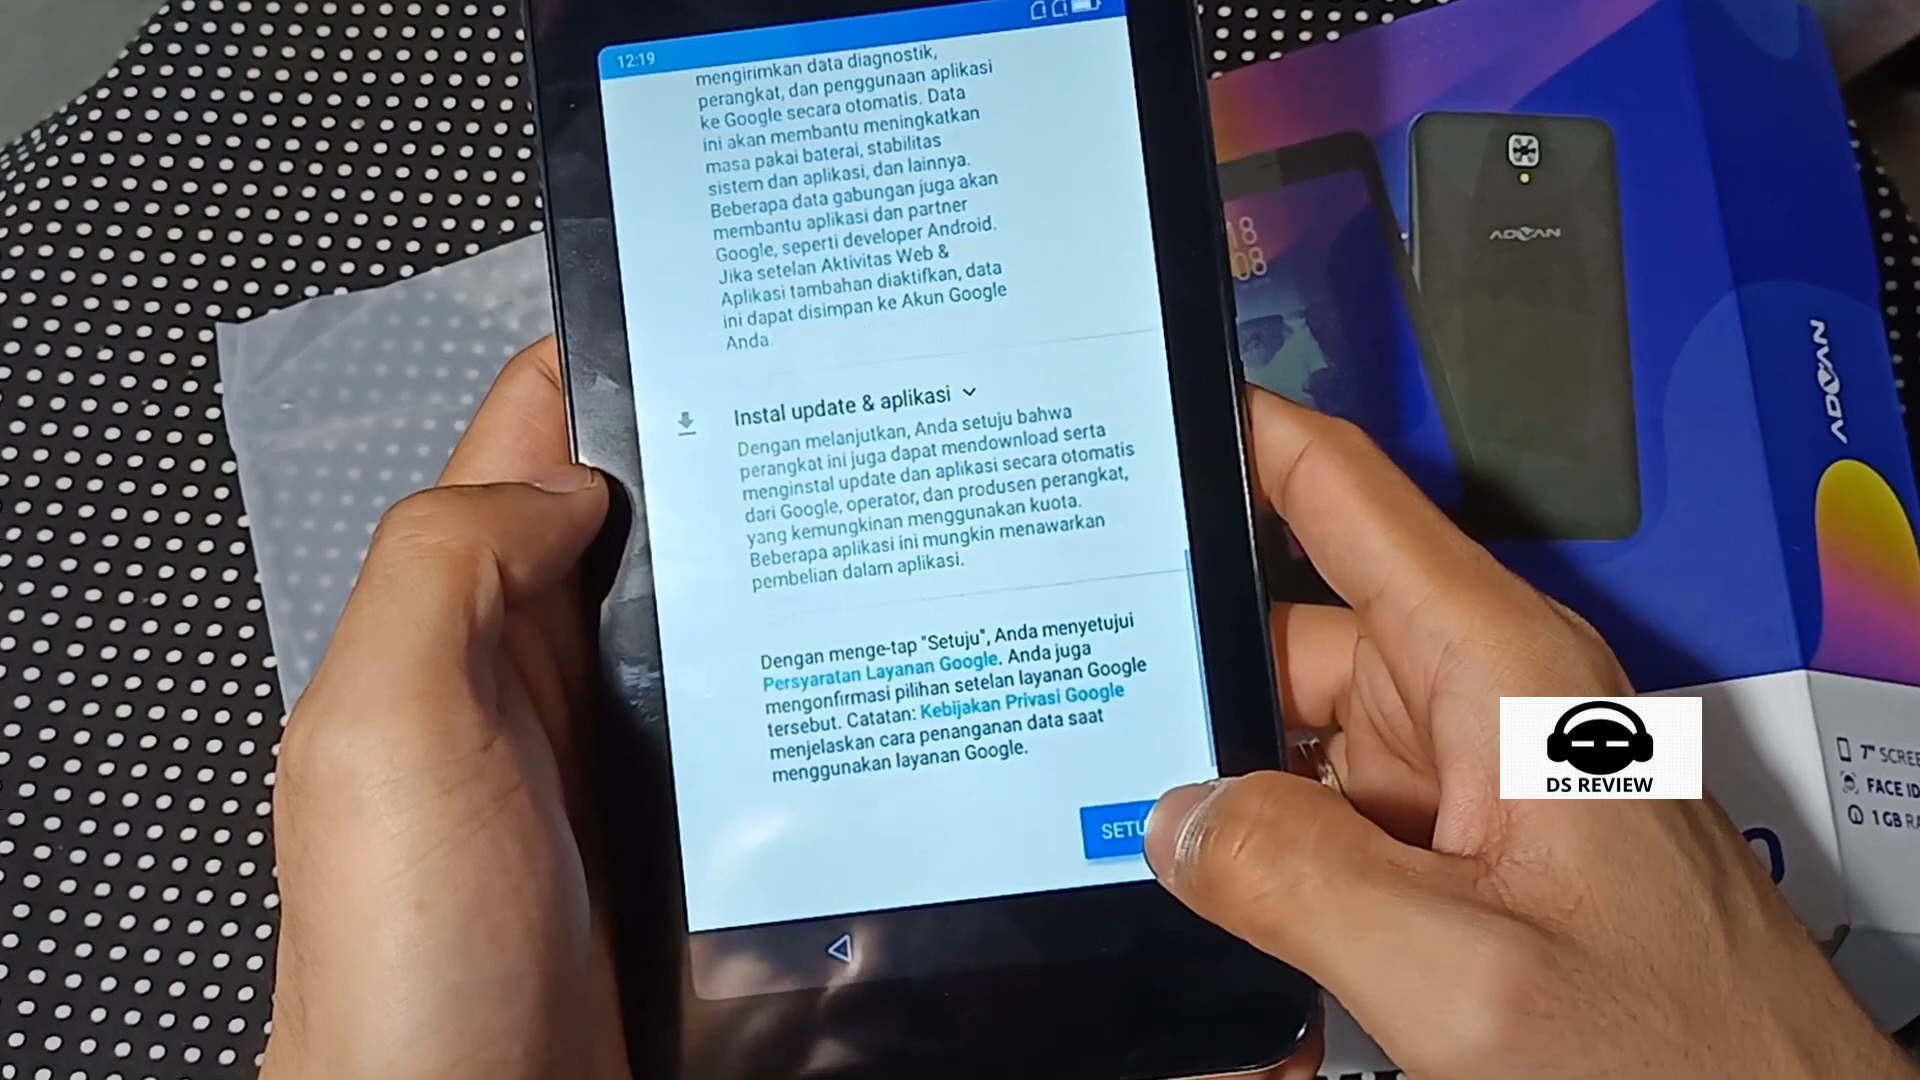 12:19
mengirimkan data diagnostik,
perangkat, dan penggunaan aplikasi
ke Google secara otomatis. Data
ini akan membantu meningkatkan
masa pakai baterai, stabilitas
sistem dan aplikasi, dan lainnya.
Beberapa data gabungan juga akan
membantu aplikasi dan partner
Google, seperti developer Android.
Jika setelan Aktivitas Web &
Aplikasi tambahan diaktifkan, data
ini dapat disimpan ke Akun Google
Anda.
Instal update & aplikasi
Dengan melanjutkan, Anda setuju bahwa
perangkat ini juga dapat mendownload serta
menginstal update dan aplikasi secara otomatis
dari Google, operator, dan produsen perangkat,
yang kemungkinan menggunakan kuota.
Beberapa aplikasi ini mungkin menawarkan
pembelian dalam aplikasi.
Dengan menge-tap "Setuju", Anda menyetujui
Persyaratan Layanan Google. Anda juga
mengonfirmasi pilihan setelan layanan Google
tersebut. Catatan: Kebijakan Privasi Google
menjelaskan cara penanganan data saat
menggunakan layanan Google.
SETU
18
08
ADVAN
ADVAN
7" SCREE
FACE ID
1 GB RA
DS REVIEW